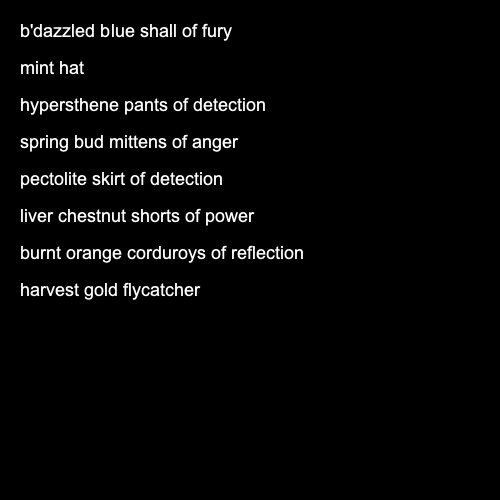 b'dazzled blue shall of fury
mint hat
hypersthene pants of detection
spring bud mittens of anger
pectolite skirt of detection
liver chestnut shorts of power
burnt orange corduroys of reflection
harvest gold flycatcher